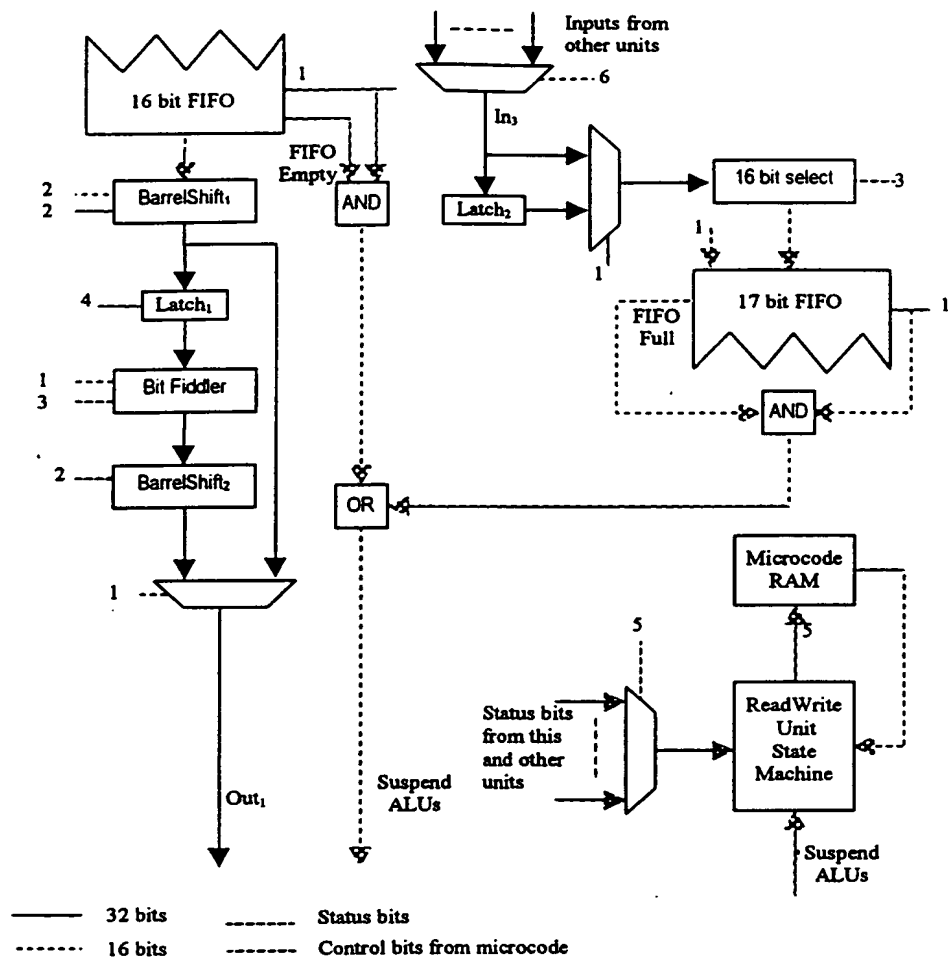 Inputs from
other units
6
1
16 bit FIFO
In₃
FIFO
Empty
AND
2
2
BarrelShift₁
Latch₂
16 bit select
3
1
1
4
Latch₁
FIFO
Full
17 bit FIFO
1
1
3
Bit Fiddler
AND
2
BarrelShift₂
OR
1
Microcode
RAM
5
5
Status bits
from this
and other
units
ReadWrite
Unit
State
Machine
Out₁
Suspend
ALUs
Suspend
ALUs
32 bits
Status bits
16 bits
Control bits from microcode